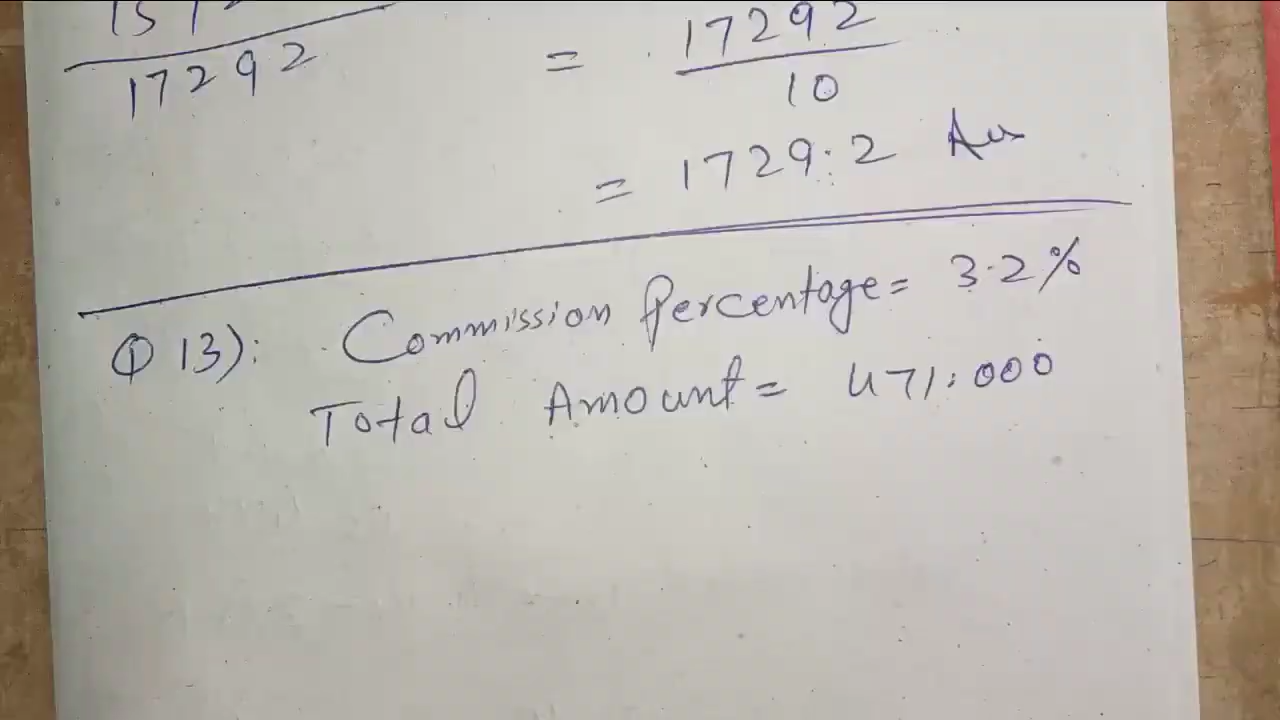 17292
= 17292
10
= 1729.2 Ans
Q 13): Commission Percentage = 3.2%
Total Amount = 471.000